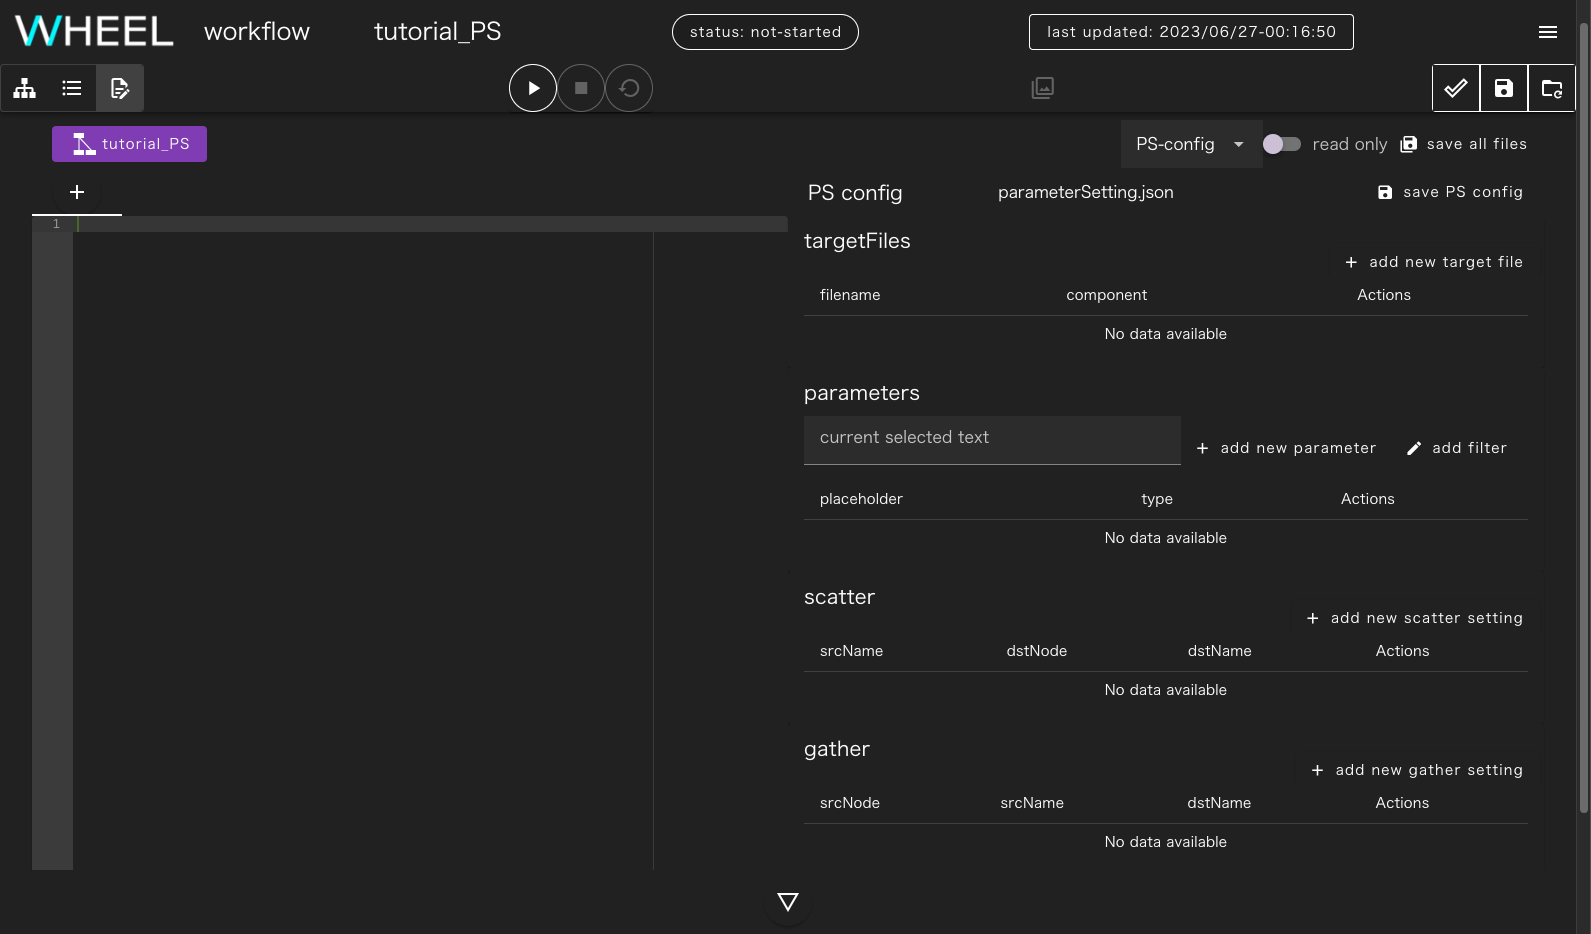 WHEEL workflow tutorial_PS status: not-started last updated: 2023/06/27-00:16:50
tutorial_PS PS-config read only save all files
PS config parameterSetting.json save PS config
1
targetFiles
add new target file
filename component Actions
No data available
parameters
current selected text add new parameter add filter
placeholder type Actions
No data available
scatter
add new scatter setting
srcName dstNode dstName Actions
No data available
gather
add new gather setting
srcNode srcName dstName Actions
No data available